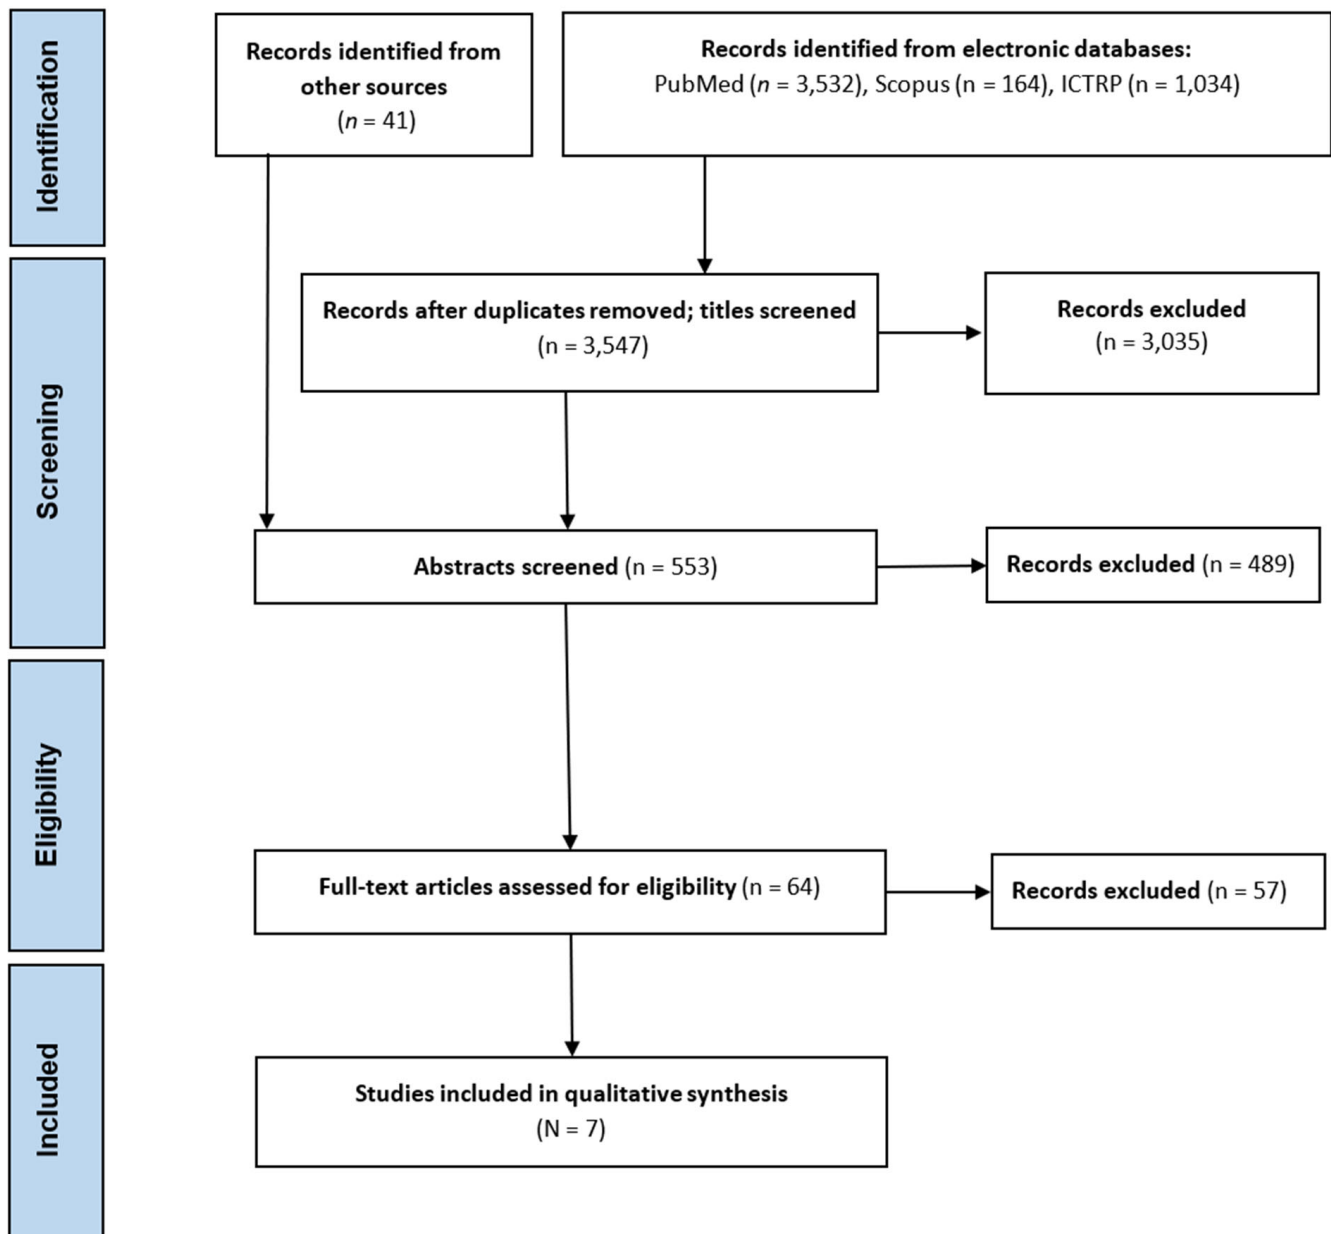 Identification
Records identified from
other sources
(n = 41)
Records identified from electronic databases:
PubMed (n = 3,532), Scopus (n = 164), ICTRP (n = 1,034)
Screening
Records after duplicates removed; titles screened
(n = 3,547)
Records excluded
(n = 3,035)
Abstracts screened (n = 553)
Records excluded (n = 489)
Eligibility
Full-text articles assessed for eligibility (n = 64)
Records excluded (n = 57)
Included
Studies included in qualitative synthesis
(N = 7)